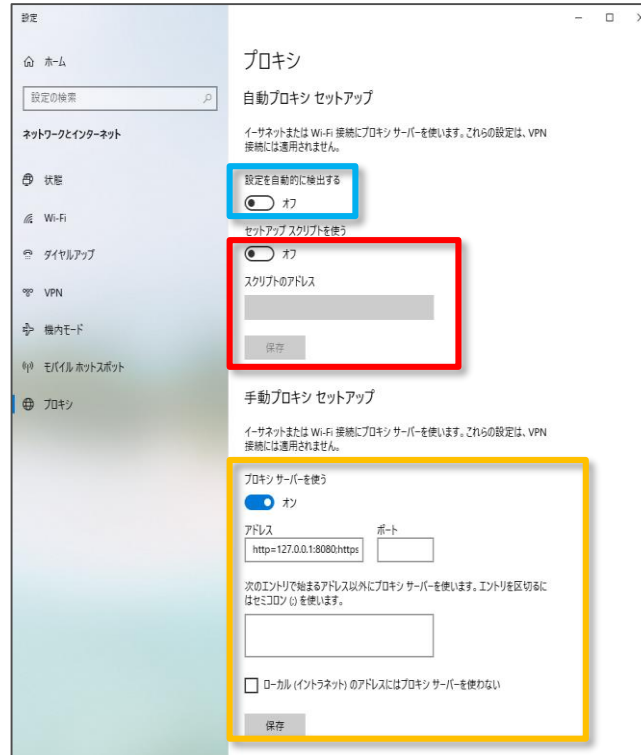 設定
ホーム
設定の検索
ネットワークとインターネット
状態
Wi-Fi
ダイヤルアップ
VPN
機内モード
モバイル ホットスポット
プロキシ
プロキシ
自動プロキシ セットアップ
イーサネットまたは Wi-Fi 接続にプロキシ サーバーを使います。これらの設定は、VPN
接続には適用されません。
設定を自動的に検出する
オフ
セットアップ スクリプトを使う
オフ
スクリプトのアドレス
保存
手動プロキシ セットアップ
イーサネットまたは Wi-Fi 接続にプロキシ サーバーを使います。これらの設定は、VPN
接続には適用されません。
プロキシ サーバーを使う
オン
アドレス ポート
http=127.0.0.1:8080;https
次のエントリで始まるアドレス以外にプロキシ サーバーを使います。エントリを区切るに
はセミコロン (;) を使います。
ローカル (イントラネット) のアドレスにはプロキシ サーバーを使わない
保存